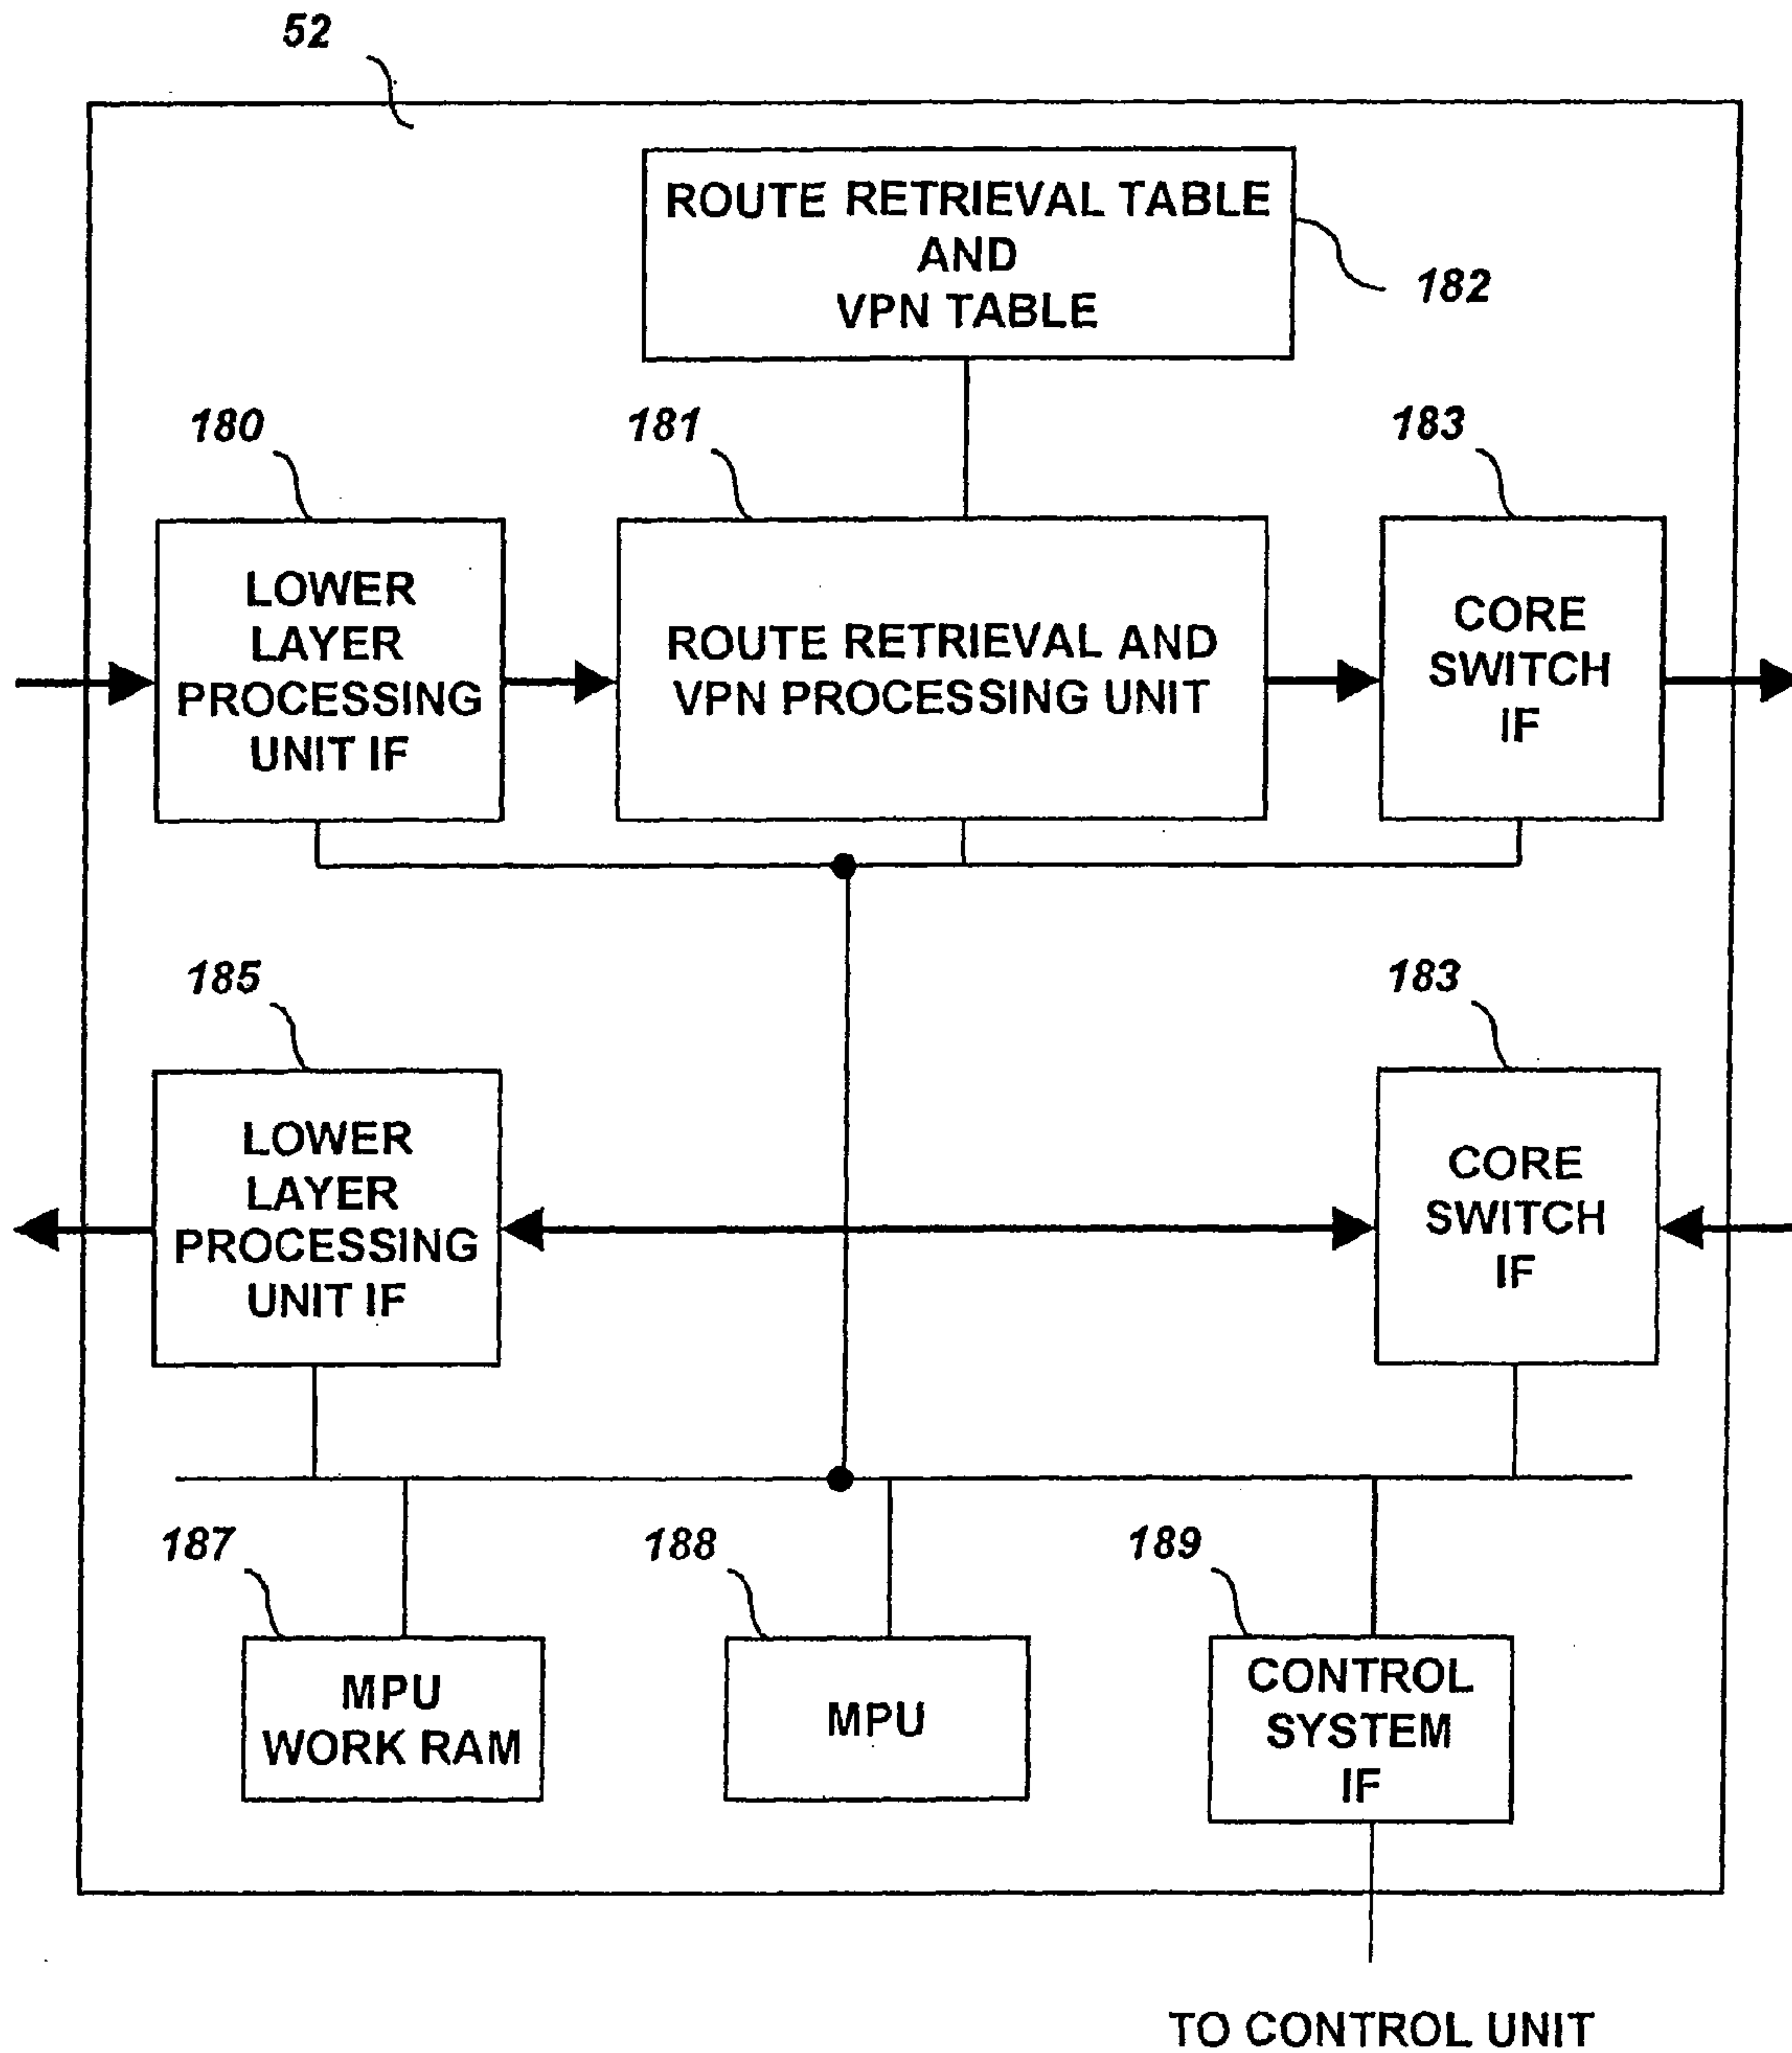 52
ROUTE RETRIEVAL TABLE
AND
VPN TABLE
182
180
181
183
LOWER
LAYER
PROCESSING
UNIT IF
ROUTE RETRIEVAL AND
VPN PROCESSING UNIT
CORE
SWITCH
IF
185
183
LOWER
LAYER
PROCESSING
UNIT IF
CORE
SWITCH
IF
187
188
189
MPU
WORK RAM
MPU
CONTROL
SYSTEM
IF
TO CONTROL UNIT